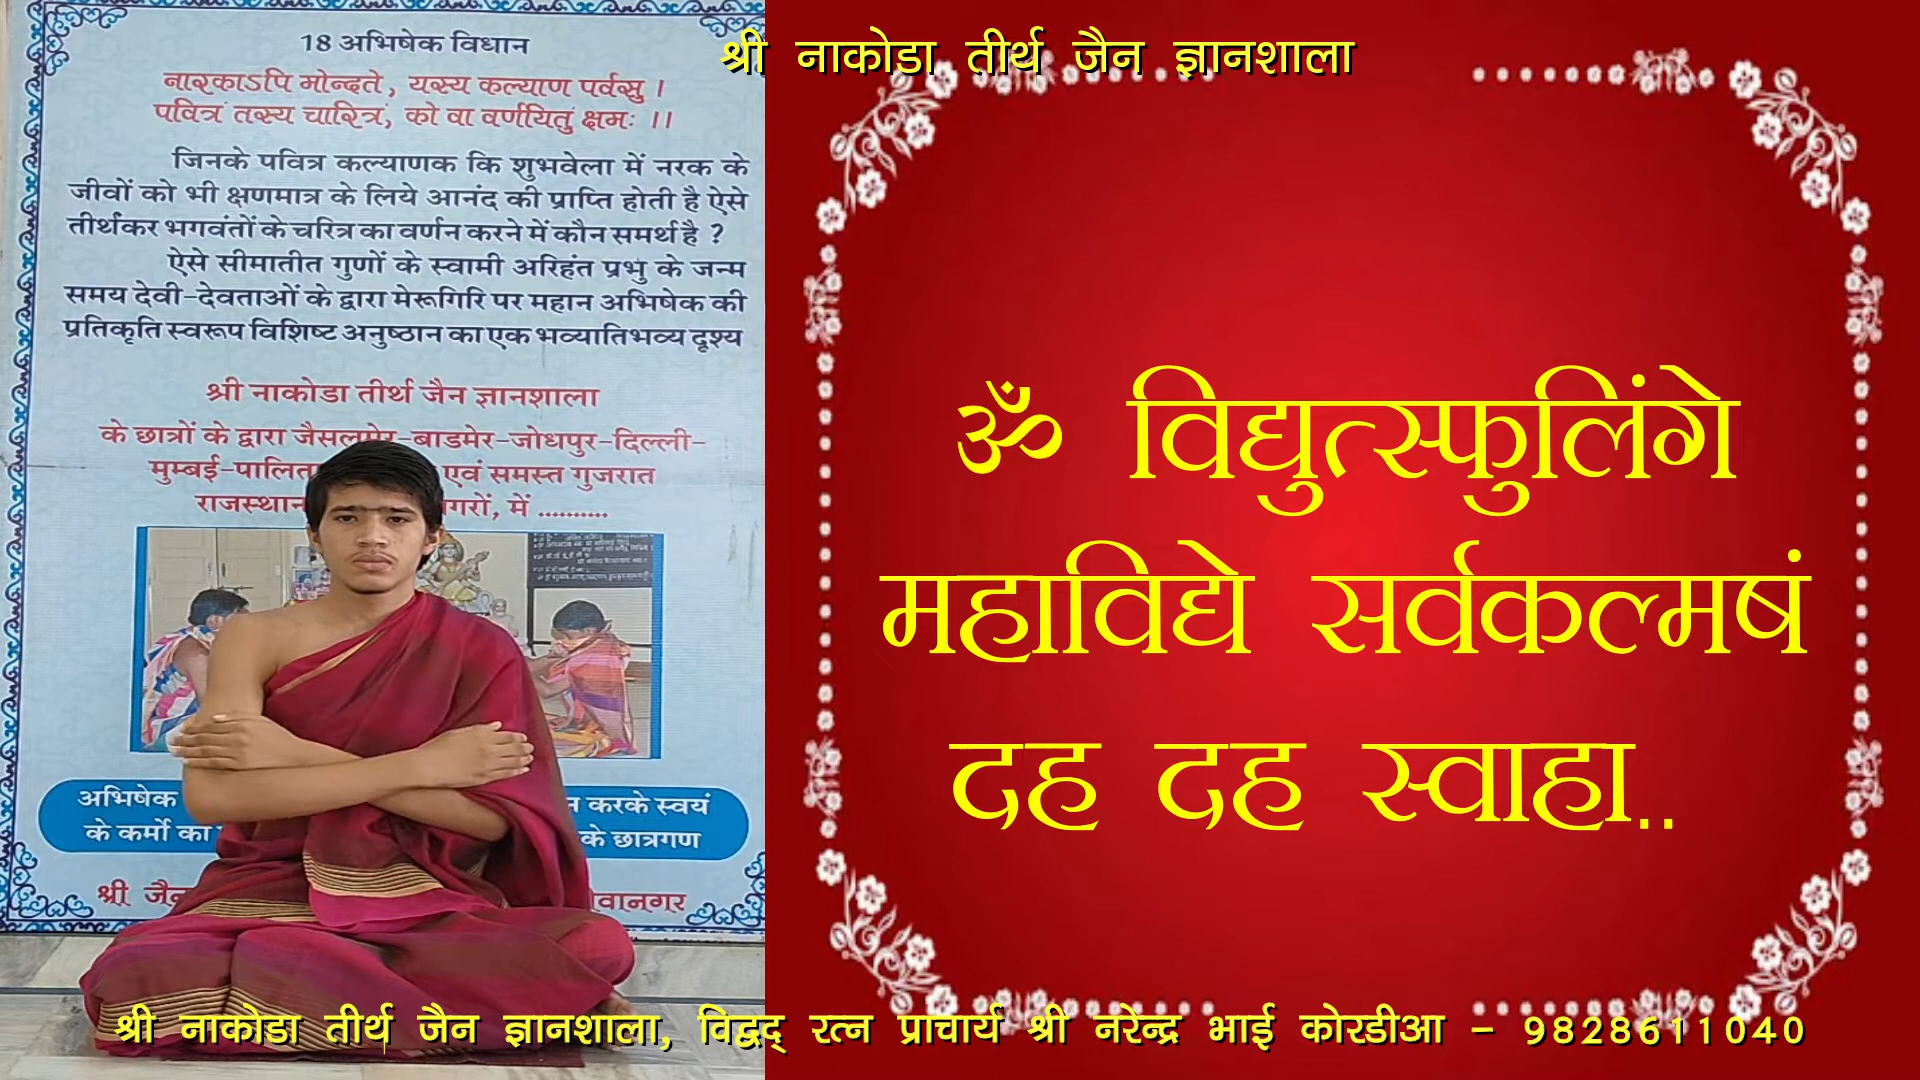 श्री नाकोडा तीर्थ जैन ज्ञानशाला
18 अभिषेक विधान
नारकाऽपि मोन्दते, यस्य कल्याण पर्वसु ।
पवित्रं तस्य चारित्रं, को वा वर्णयितुं क्षमः ।।
जिनके पवित्र कल्याणक कि शुभवेला में नरक के
जीवों को भी क्षणमात्र के लिये आनंद की प्राप्ति होती है ऐसे
तीर्थंकर भगवंतों के चरित्र का वर्णन करने में कौन समर्थ है ?
ऐसे सीमातीत गुणों के स्वामी अरिहंत प्रभु के जन्म
समय देवी-देवताओं के द्वारा मेरूगिरि पर महान अभिषेक की
प्रतिकृति स्वरूप विशिष्ट अनुष्ठान का एक भव्यातिभव्य दृश्य
श्री नाकोडा तीर्थ जैन ज्ञानशाला
के छात्रों के द्वारा जैसलमेर-बाडमेर-जोधपुर-दिल्ली-
मुम्बई-पालित एवं समस्त गुजरात
राजस्थान गरों, में ..........
अभिषेक करके स्वयं
के कर्मो का के छात्रगण
श्री वानगर
ॐ विद्युत्स्फुलिंगे
महाविद्ये सर्वकल्मषं
दह दह स्वाहा..
श्री नाकोडा तीर्थ जैन ज्ञानशाला, विद्वद् रत्न प्राचार्य श्री नरेन्द्र भाई कोरडीआ - 9828611040